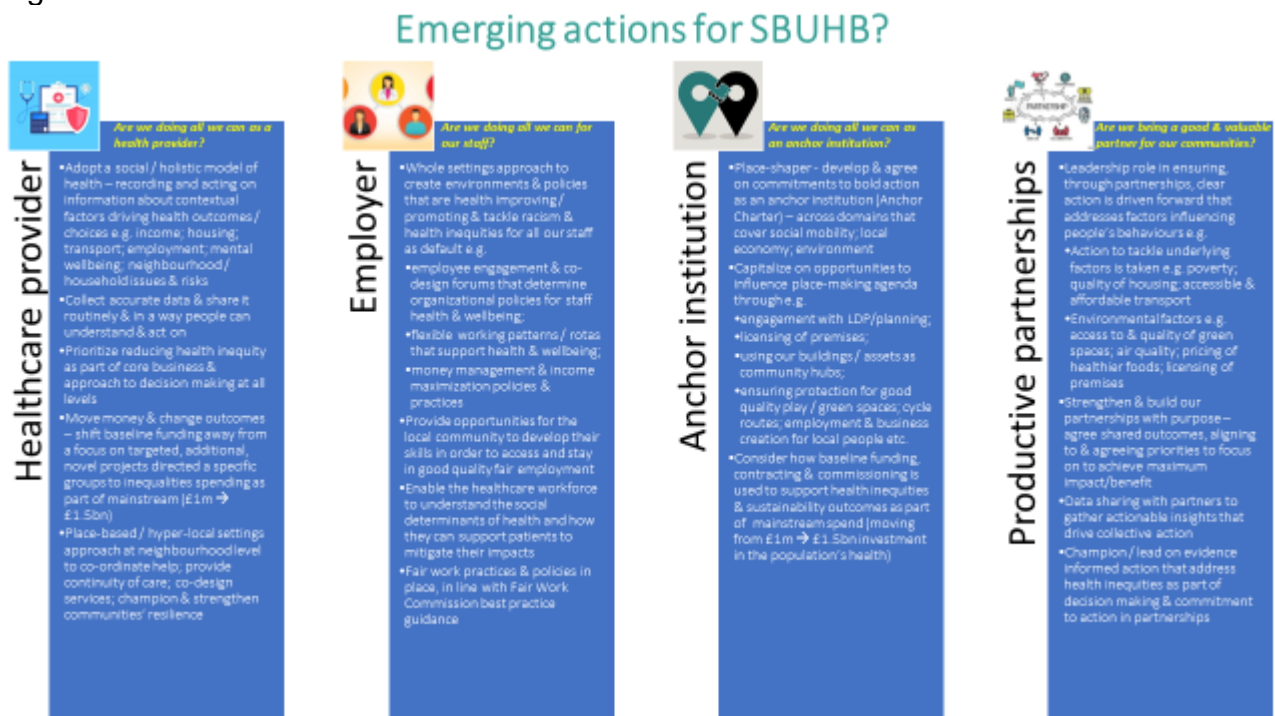 Emerging actions for SBUHB?
Healthcare provider
Are we doing all we can as a
health provider?
•Adopt a social / holistic model of
health – recording and acting on
information about contextual
factors driving health outcomes /
choices e.g. income; housing;
transport; employment; mental
wellbeing; neighbourhood /
household issues & risks
•Collect accurate data & share it
routinely & in a way people can
understand & act on
•Prioritize reducing health inequity
as part of core business &
approach to decision making at all
levels
•Move money & change outcomes
– shift baseline funding away from
a focus on targeted, additional,
novel projects directed a specific
groups to inequalities spending as
part of mainstream (£1m →
£1.5bn)
•Place-based / hyper-local settings
approach at neighbourhood level
to co-ordinate help; provide
continuity of care; co-design
services; champion & strengthen
communities' resilience
Employer
Are we doing all we can for
our staff?
•Whole settings approach to
create environments & policies
that are health improving /
promoting & tackle racism &
health inequities for all our staff
as default e.g.
•employee engagement & co-
design forums that determine
organizational policies for staff
health & wellbeing;
•flexible working patterns / rotas
that support health & wellbeing;
•money management & income
maximization policies &
practices
•Provide opportunities for the
local community to develop their
skills in order to access and stay
in good quality fair employment
•Enable the healthcare workforce
to understand the social
determinants of health and how
they can support patients to
mitigate their impacts
•Fair work practices & policies in
place, in line with Fair Work
Commission best practice
guidance
Anchor institution
Are we doing all we can as
an anchor institution?
•Place-shaper - develop & agree
on commitments to bold action
as an anchor institution (Anchor
Charter) – across domains that
cover social mobility; local
economy; environment
•Capitalize on opportunities to
influence place-making agenda
through e.g.
•engagement with LDP/planning;
•licensing of premises;
•using our buildings / assets as
community hubs;
•ensuring protection for good
quality play / green spaces; cycle
routes; employment & business
creation for local people etc.
•Consider how baseline funding,
contracting & commissioning is
used to support health inequities
& sustainability outcomes as part
of mainstream spend (moving
from £1m → £1.5bn investment
in the population's health)
Productive partnerships
PARTNERSHIP
Are we being a good & valuable
partner for our communities?
•Leadership role in ensuring,
through partnerships, clear
action is driven forward that
addresses factors influencing
people's behaviours e.g.
•Action to tackle underlying
factors is taken e.g. poverty;
quality of housing; accessible &
affordable transport
•Environmental factors e.g.
access to & quality of green
spaces; air quality; pricing of
healthier foods; licensing of
premises
•Strengthen & build our
partnerships with purpose –
agree shared outcomes, aligning
to & agreeing priorities to focus
on to achieve maximum
impact/benefit
•Data sharing with partners to
gather actionable insights that
drive collective action
•Champion / lead on evidence
informed action that address
health inequities as part of
decision making & commitment
to action in partnerships